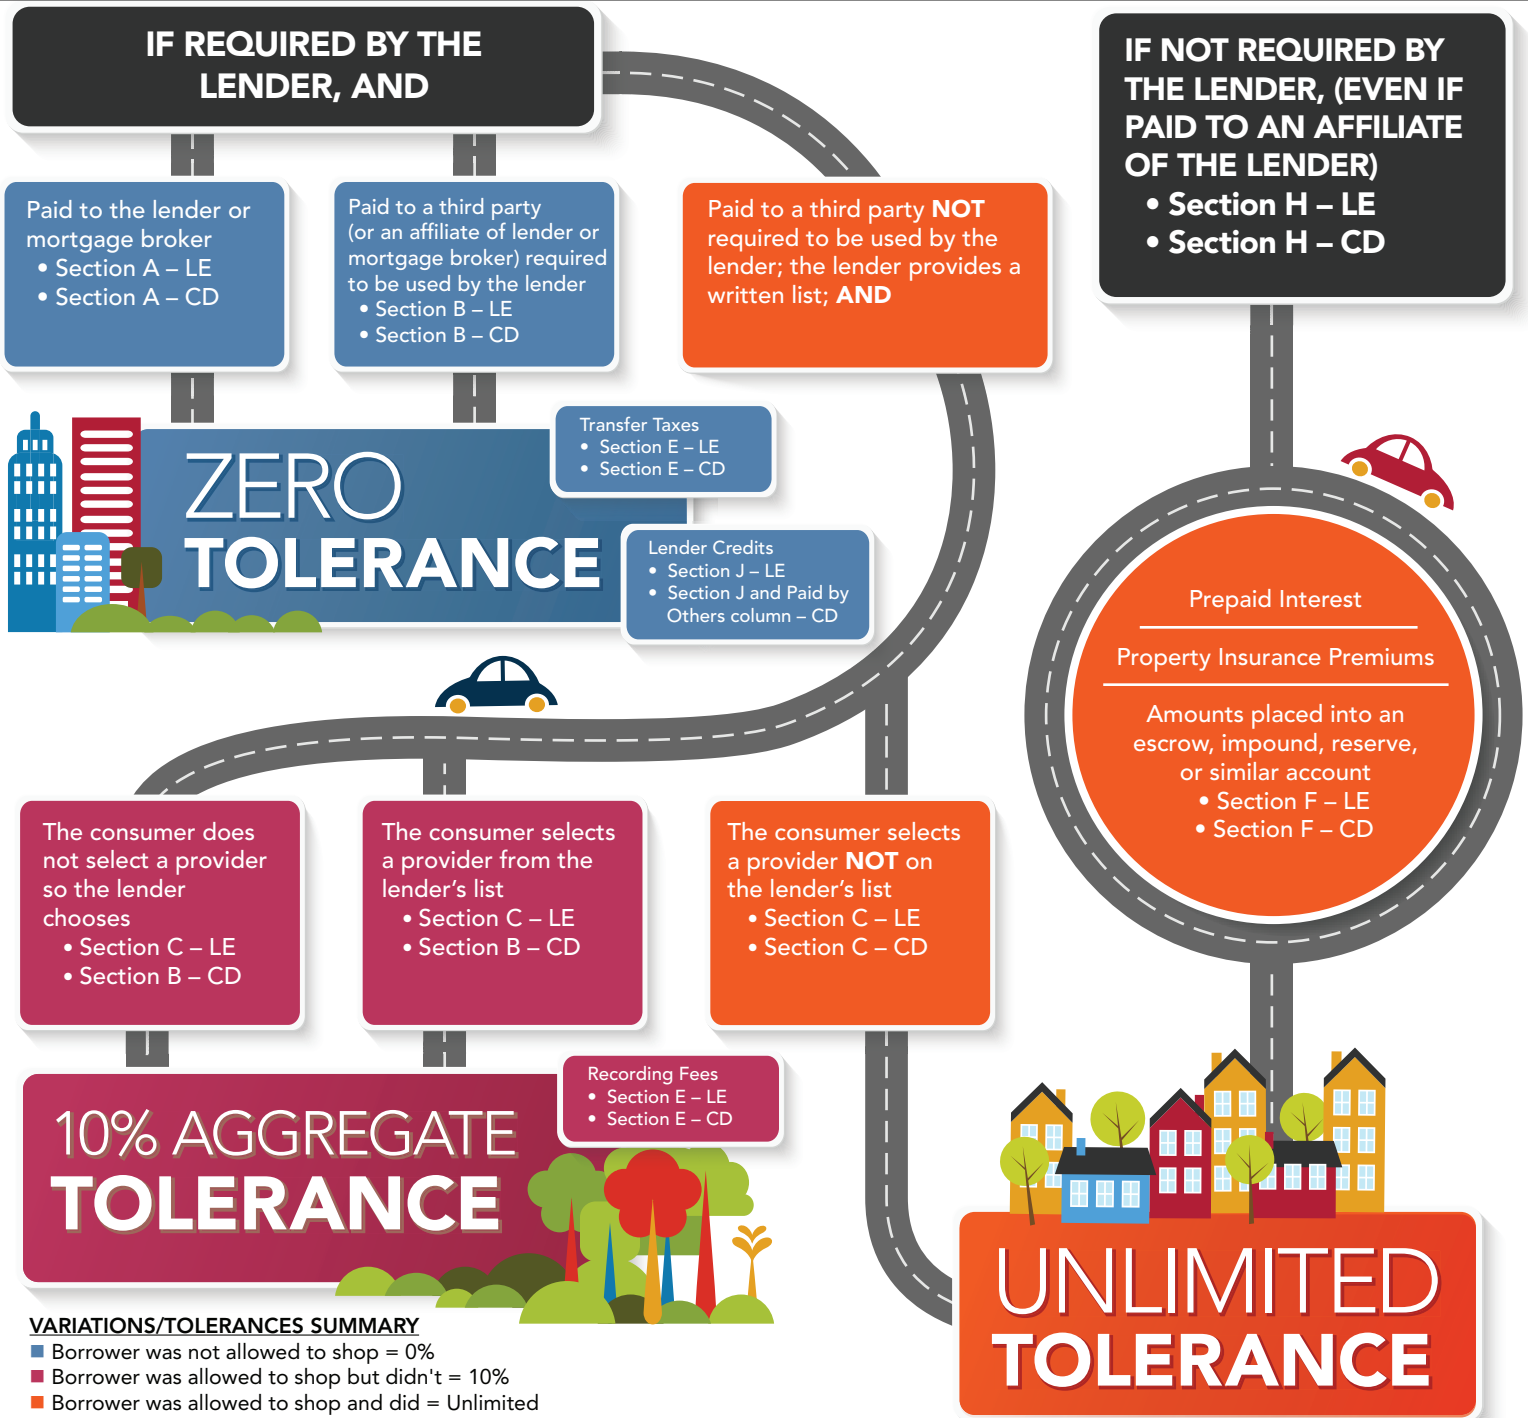 IF REQUIRED BY THE
LENDER, AND
IF NOT REQUIRED BY
THE LENDER, (EVEN IF
PAID TO AN AFFILIATE
OF THE LENDER)
• Section H – LE
• Section H – CD
Paid to the lender or
mortgage broker
• Section A – LE
• Section A – CD
Paid to a third party
(or an affiliate of lender or
mortgage broker) required
to be used by the lender
• Section B – LE
• Section B – CD
Paid to a third party NOT
required to be used by the
lender; the lender provides a
written list; AND
ZERO
TOLERANCE
Transfer Taxes
• Section E – LE
• Section E – CD
Lender Credits
• Section J – LE
• Section J and Paid by
Others column – CD
Prepaid Interest
Property Insurance Premiums
Amounts placed into an
escrow, impound, reserve,
or similar account
• Section F – LE
• Section F – CD
The consumer does
not select a provider
so the lender
chooses
• Section C – LE
• Section B – CD
The consumer selects
a provider from the
lender's list
• Section C – LE
• Section B – CD
The consumer selects
a provider NOT on
the lender's list
• Section C – LE
• Section C – CD
10% AGGREGATE
TOLERANCE
Recording Fees
• Section E – LE
• Section E – CD
UNLIMITED
TOLERANCE
VARIATIONS/TOLERANCES SUMMARY
Borrower was not allowed to shop = 0%
Borrower was allowed to shop but didn't = 10%
Borrower was allowed to shop and did = Unlimited